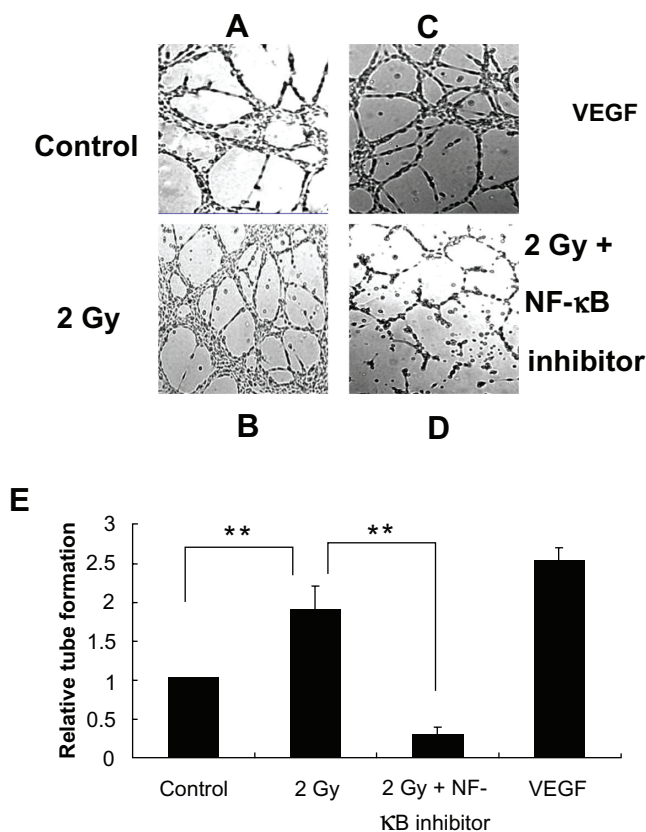 A
C
Control
VEGF
2 Gy
2 Gy +
NF-κB
inhibitor
B
D
E
Relative tube formation
3
2.5
2
1.5
1
0.5
0
**
**
Control
2 Gy
2 Gy + NF-
κB inhibitor
VEGF